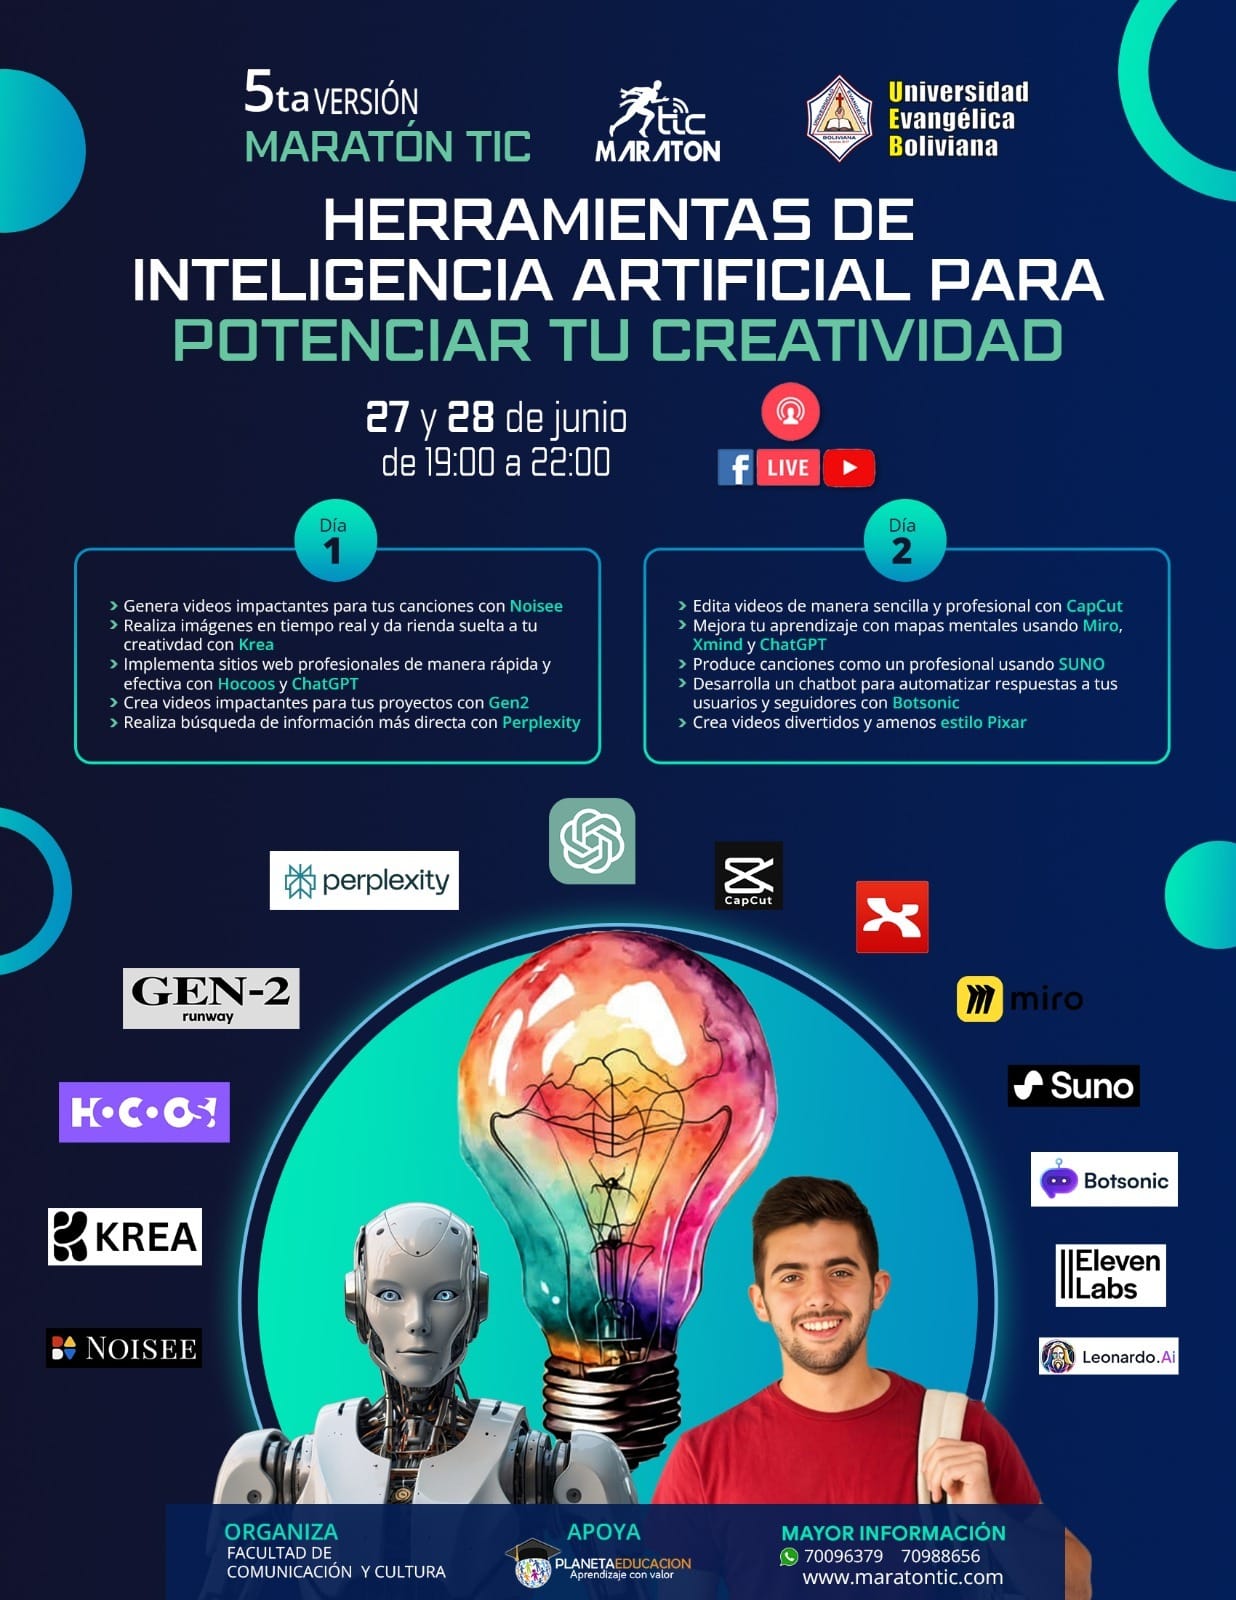 5ta VERSIÓN
MARATÓN TIC
tic
MARATON
UNIVERSIDAD EVANGÉLICA
BOLIVIANA
Universidad
Evangélica
Boliviana
HERRAMIENTAS DE
INTELIGENCIA ARTIFICIAL PARA
POTENCIAR TU CREATIVIDAD
27 y 28 de junio
de 19:00 a 22:00
f LIVE
Día
1
> Genera videos impactantes para tus canciones con Noisee
> Realiza imágenes en tiempo real y da rienda suelta a tu
creativdad con Krea
> Implementa sitios web profesionales de manera rápida y
efectiva con Hocoos y ChatGPT
> Crea videos impactantes para tus proyectos con Gen2
> Realiza búsqueda de información más directa con Perplexity
Día
2
> Edita videos de manera sencilla y profesional con CapCut
> Mejora tu aprendizaje con mapas mentales usando Miro,
Xmind y ChatGPT
> Produce canciones como un profesional usando SUNO
> Desarrolla un chatbot para automatizar respuestas a tus
usuarios y seguidores con Botsonic
> Crea videos divertidos y amenos estilo Pixar
perplexity
CapCut
GEN-2
runway
miro
HOCOOS
Suno
KREA
Botsonic
NOISEE
Eleven
Labs
Leonardo.Ai
ORGANIZA
FACULTAD DE
COMUNICACIÓN Y CULTURA
APOYA
PLANETAEDUCACION
Aprendizaje con valor
MAYOR INFORMACIÓN
70096379 70988656
www.maratontic.com